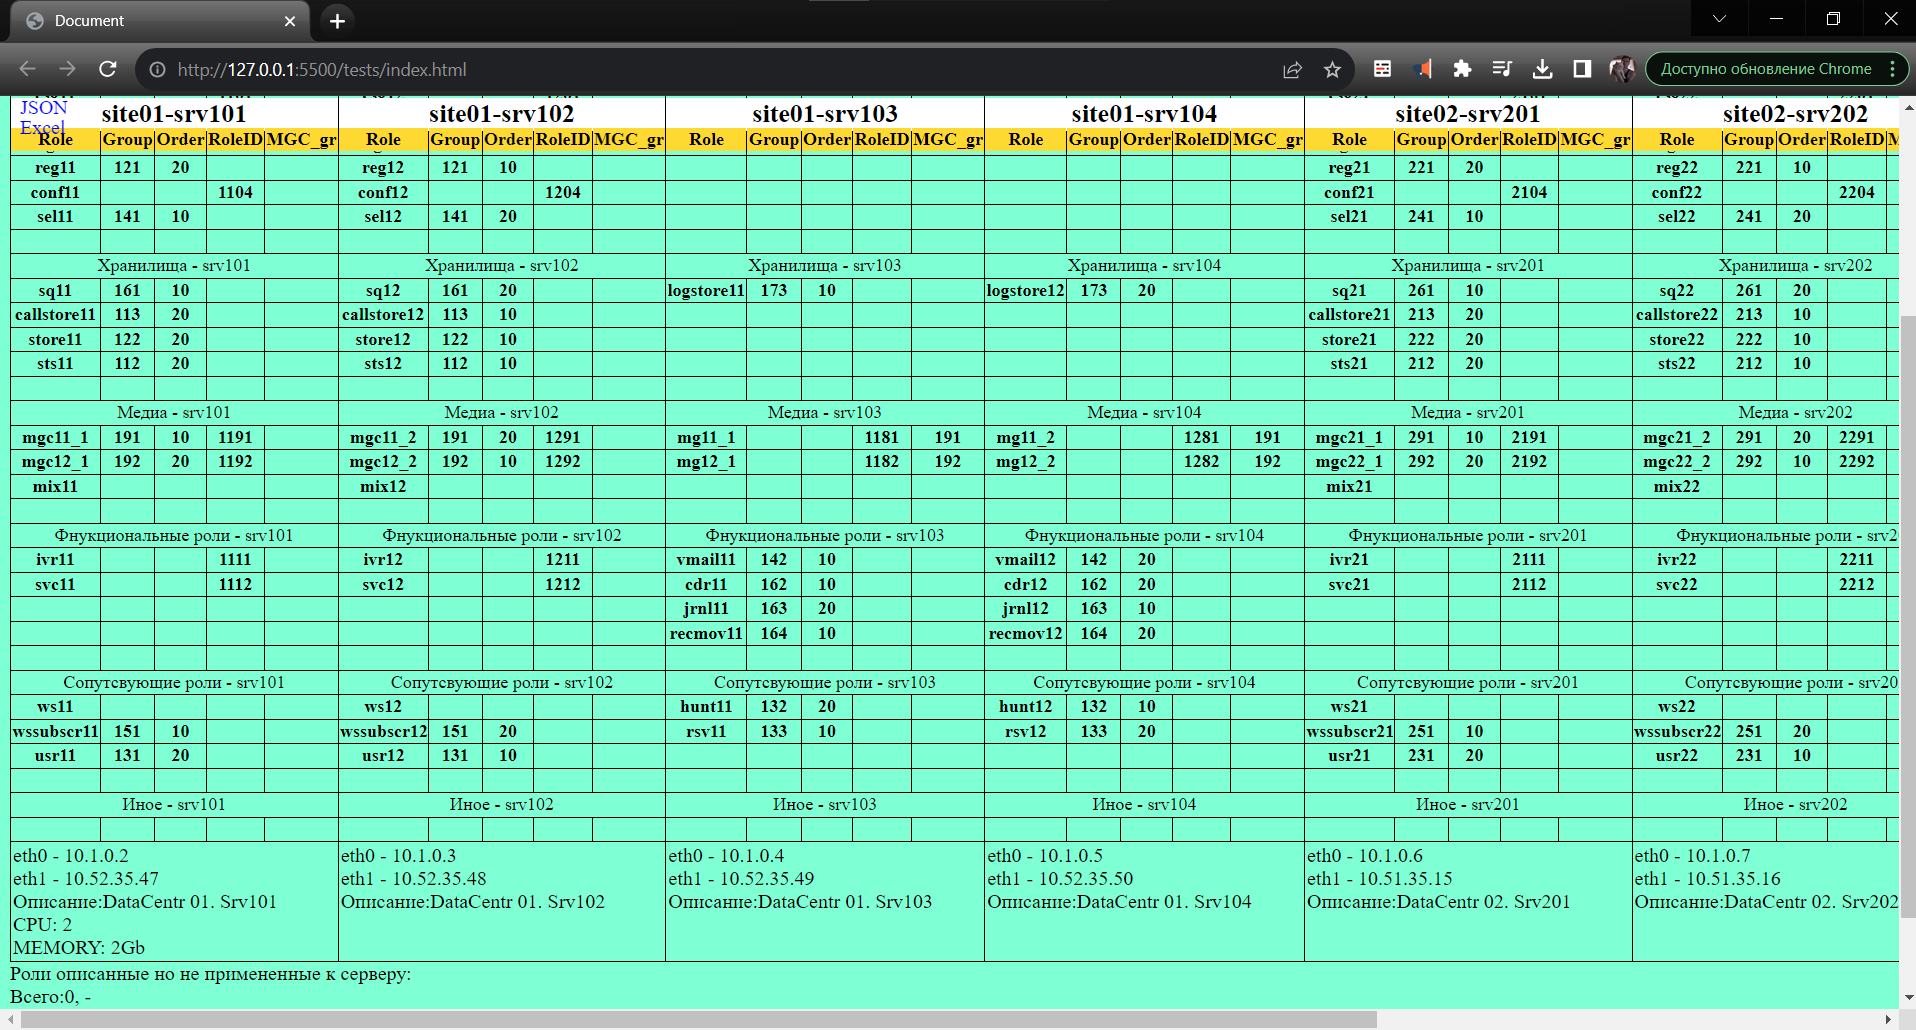 Document
http://127.0.0.1:5500/tests/index.html
Доступно обновление Chrome
JSON
Excel
site01-srv101 site01-srv102 site01-srv103 site01-srv104 site02-srv201 site02-srv202
Role Group Order RoleID MGC_gr Role Group Order RoleID MGC_gr Role Group Order RoleID MGC_gr Role Group Order RoleID MGC_gr Role Group Order RoleID MGC_gr Role Group Order RoleID
reg11 121 20 reg12 121 10 reg21 221 20 reg22 221 10
conf11 1104 conf12 1204 conf21 2104 conf22 2204
sel11 141 10 sel12 141 20 sel21 241 10 sel22 241 20
Хранилища - srv101 Хранилища - srv102 Хранилища - srv103 Хранилища - srv104 Хранилища - srv201 Хранилища - srv202
sq11 161 10 sq12 161 20 logstore11 173 10 logstore12 173 20 sq21 261 10 sq22 261 20
callstore11 113 20 callstore12 113 10 callstore21 213 20 callstore22 213 10
store11 122 20 store12 122 10 store21 222 20 store22 222 10
sts11 112 20 sts12 112 10 sts21 212 20 sts22 212 10
Медиа - srv101 Медиа - srv102 Медиа - srv103 Медиа - srv104 Медиа - srv201 Медиа - srv202
mgc11_1 191 10 1191 mgc11_2 191 20 1291 mg11_1 1181 191 mg11_2 1281 191 mgc21_1 291 10 2191 mgc21_2 291 20 2291
mgc12_1 192 20 1192 mgc12_2 192 10 1292 mg12_1 1182 192 mg12_2 1282 192 mgc22_1 292 20 2192 mgc22_2 292 10 2292
mix11 mix12 mix21 mix22
Фнукциональные роли - srv101 Фнукциональные роли - srv102 Фнукциональные роли - srv103 Фнукциональные роли - srv104 Фнукциональные роли - srv201 Фнукциональные роли - srv2
ivr11 1111 ivr12 1211 vmail11 142 10 vmail12 142 20 ivr21 2111 ivr22 2211
svc11 1112 svc12 1212 cdr11 162 10 cdr12 162 20 svc21 2112 svc22 2212
jrnl11 163 20 jrnl12 163 10
recmov11 164 10 recmov12 164 20
Сопутсвующие роли - srv101 Сопутсвующие роли - srv102 Сопутсвующие роли - srv103 Сопутсвующие роли - srv104 Сопутсвующие роли - srv201 Сопутсвующие роли - srv20
ws11 ws12 hunt11 132 20 hunt12 132 10 ws21 ws22
wssubscr11 151 10 wssubscr12 151 20 rsv11 133 10 rsv12 133 20 wssubscr21 251 10 wssubscr22 251 20
usr11 131 20 usr12 131 10 usr21 231 20 usr22 231 10
Иное - srv101 Иное - srv102 Иное - srv103 Иное - srv104 Иное - srv201 Иное - srv202
eth0 - 10.1.0.2 eth0 - 10.1.0.3 eth0 - 10.1.0.4 eth0 - 10.1.0.5 eth0 - 10.1.0.6 eth0 - 10.1.0.7
eth1 - 10.52.35.47 eth1 - 10.52.35.48 eth1 - 10.52.35.49 eth1 - 10.52.35.50 eth1 - 10.51.35.15 eth1 - 10.51.35.16
Описание:DataCentr 01. Srv101 Описание:DataCentr 01. Srv102 Описание:DataCentr 01. Srv103 Описание:DataCentr 01. Srv104 Описание:DataCentr 02. Srv201 Описание:DataCentr 02. Srv202
CPU: 2
MEMORY: 2Gb
Роли описанные но не примененные к серверу:
Всего:0, -